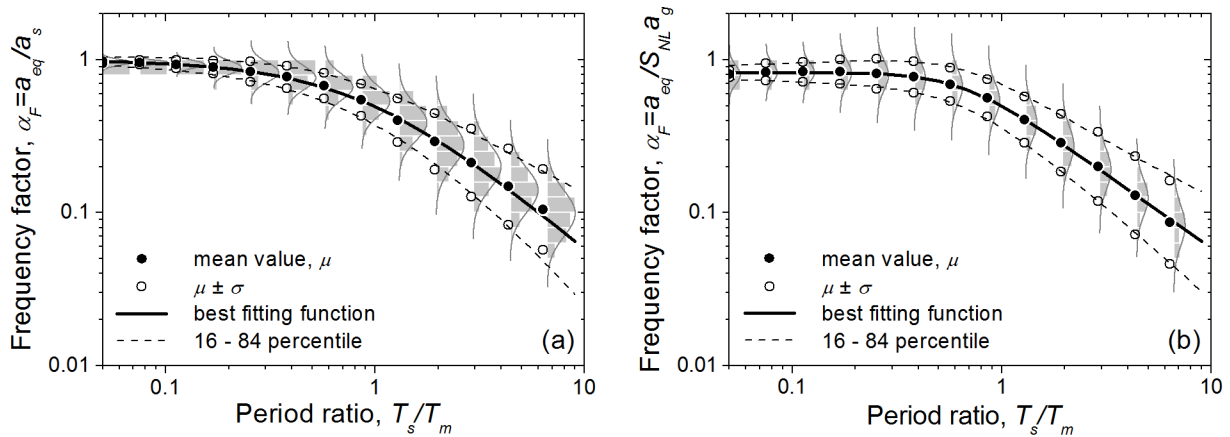 Frequency factor, α_F=a_eq/a_s
1
0.1
0.01
mean value, μ
μ ± σ
best fitting function
16 - 84 percentile
(a)
0.1
1
10
Period ratio, T_s/T_m
Frequency factor, α_F=a_eq/S_NL a_g
1
0.1
0.01
mean value, μ
μ ± σ
best fitting function
16 - 84 percentile
(b)
0.1
1
10
Period ratio, T_s/T_m